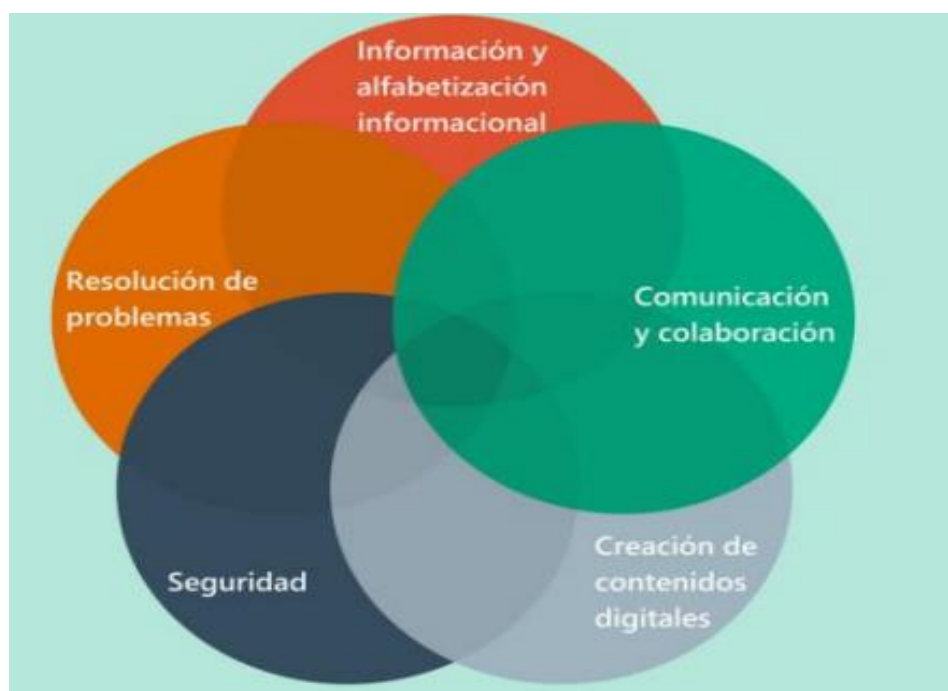 Información y
alfabetización
informacional
Resolución de
problemas
Comunicación
y colaboración
Seguridad
Creación de
contenidos
digitales